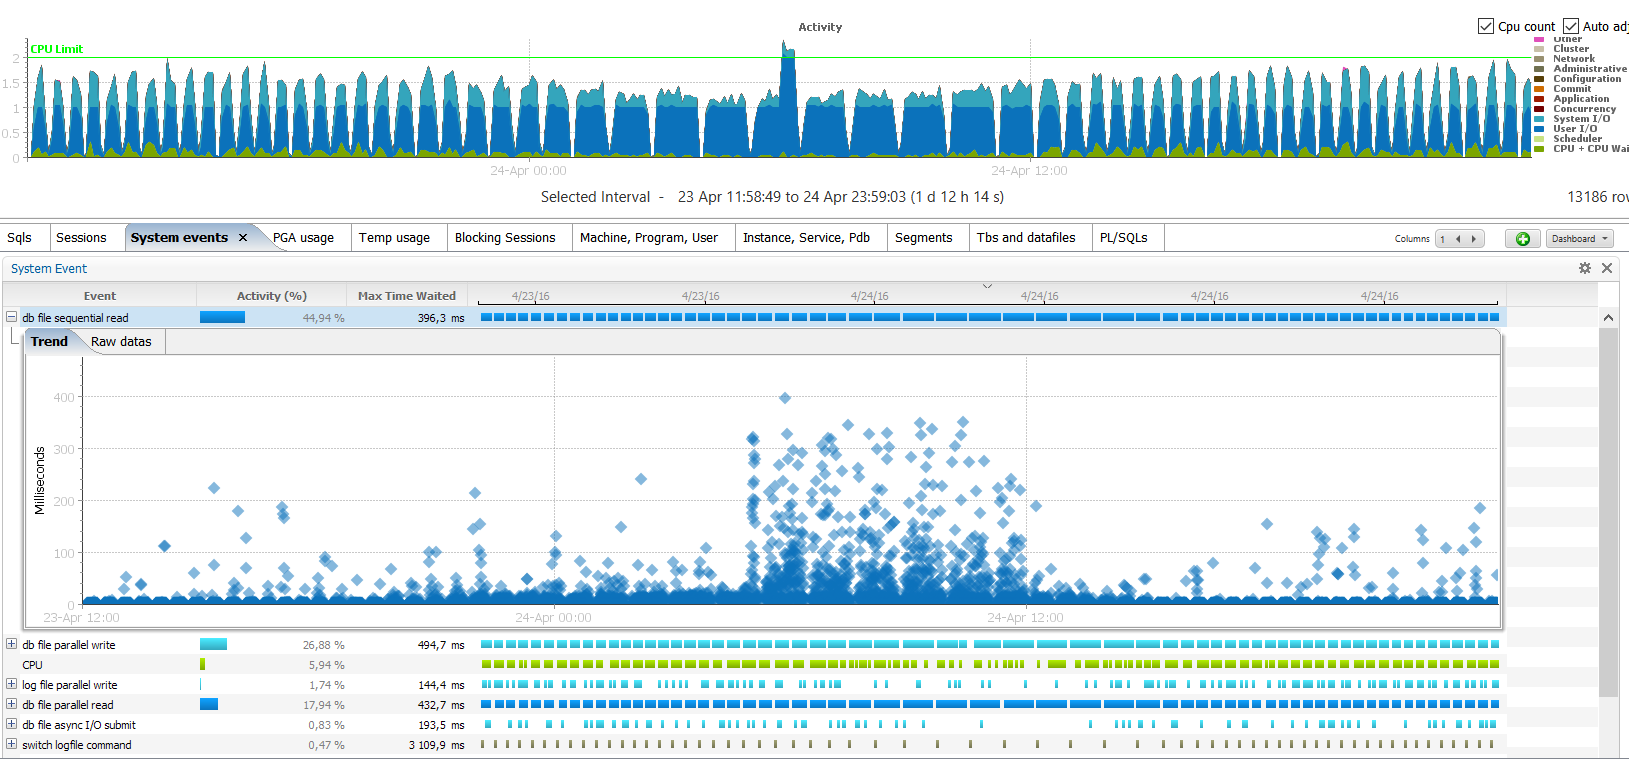 Activity
Cpu count Auto adj
CPU Limit
2
1.5
1
0.5
0
24-Apr 00:00 24-Apr 12:00
Other
Cluster
Network
Administrative
Configuration
Commit
Application
Concurrency
System I/O
User I/O
Scheduler
CPU + CPU Wai
Selected Interval - 23 Apr 11:58:49 to 24 Apr 23:59:03 (1 d 12 h 14 s) 13186 rov
Sqls Sessions System events × PGA usage Temp usage Blocking Sessions Machine, Program, User Instance, Service, Pdb Segments Tbs and datafiles PL/SQLs Columns 1 Dashboard
System Event
Event Activity (%) Max Time Waited 4/23/16 4/23/16 4/24/16 4/24/16 4/24/16 4/24/16
db file sequential read 44,94 % 396,3 ms
Trend Raw datas
Milliseconds
400
300
200
100
0
23-Apr 12:00 24-Apr 00:00 24-Apr 12:00
db file parallel write 26,88 % 494,7 ms
CPU 5,94 %
log file parallel write 1,74 % 144,4 ms
db file parallel read 17,94 % 432,7 ms
db file async I/O submit 0,83 % 193,5 ms
switch logfile command 0,47 % 3 109,9 ms